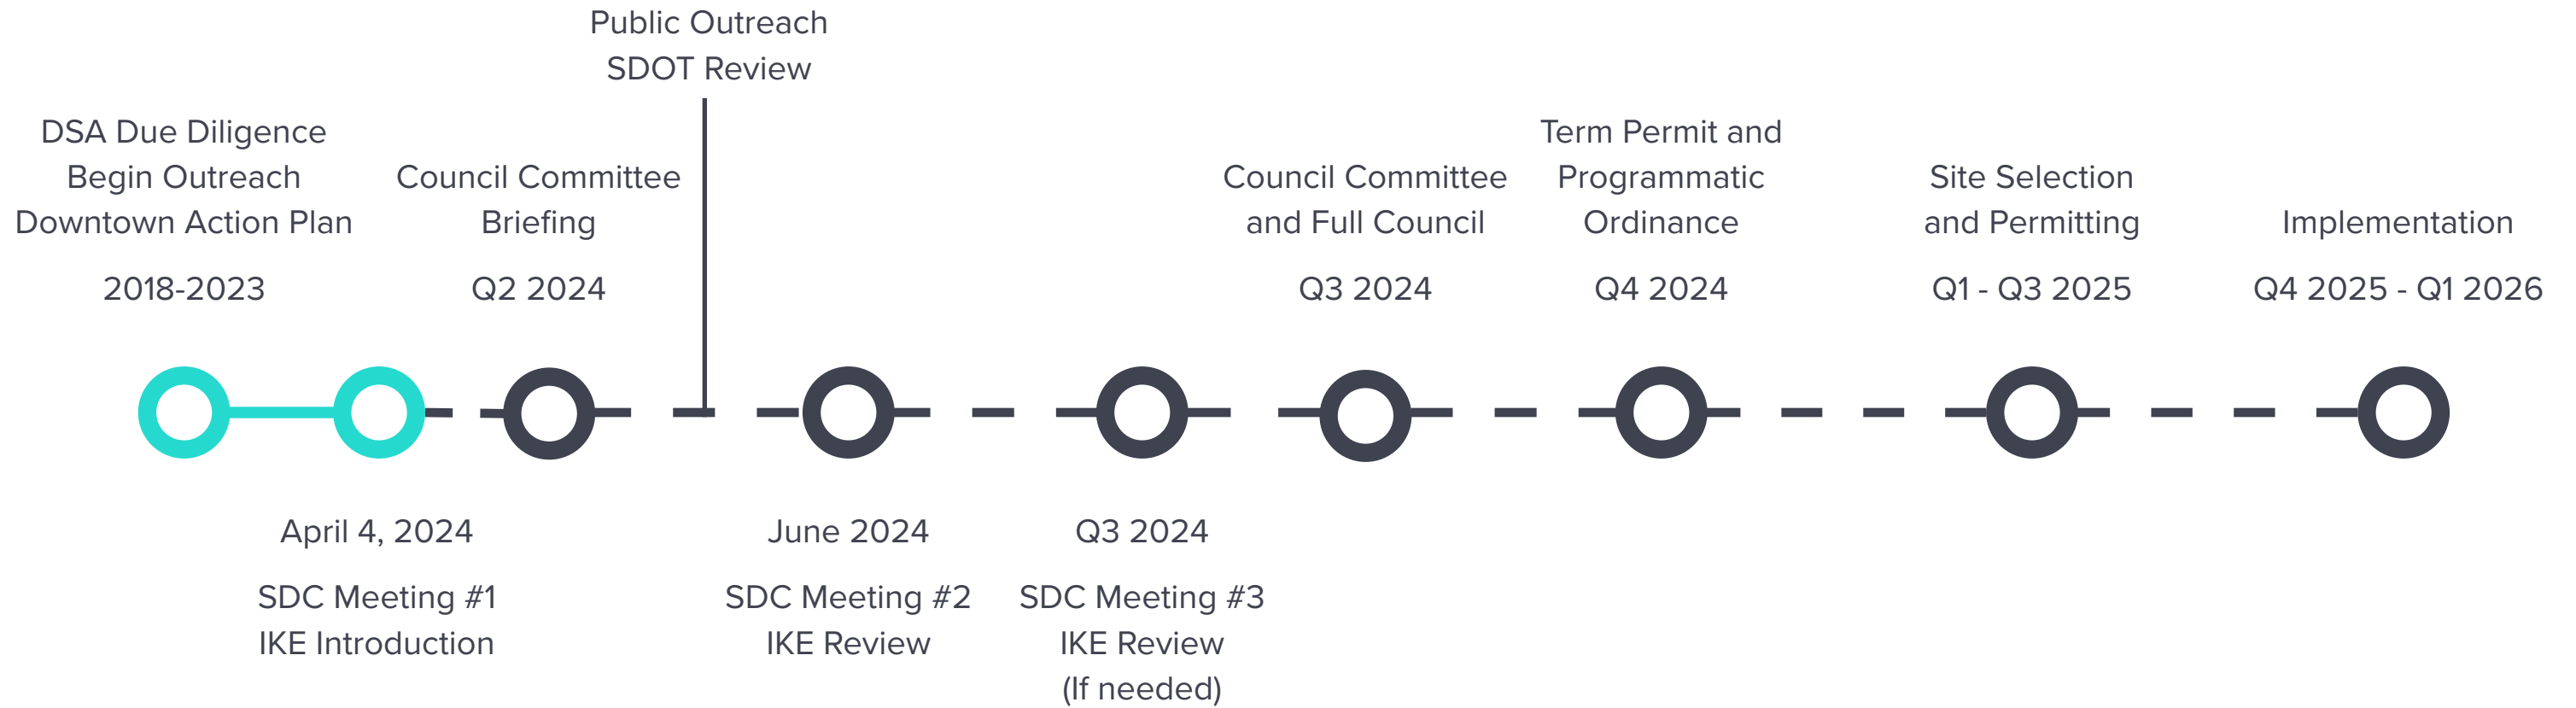 Public Outreach
SDOT Review
DSA Due Diligence
Begin Outreach
Downtown Action Plan
2018-2023
Council Committee
Briefing
Q2 2024
Council Committee
and Full Council
Q3 2024
Term Permit and
Programmatic
Ordinance
Q4 2024
Site Selection
and Permitting
Q1 - Q3 2025
Implementation
Q4 2025 - Q1 2026
April 4, 2024
SDC Meeting #1
IKE Introduction
June 2024
SDC Meeting #2
IKE Review
Q3 2024
SDC Meeting #3
IKE Review
(If needed)